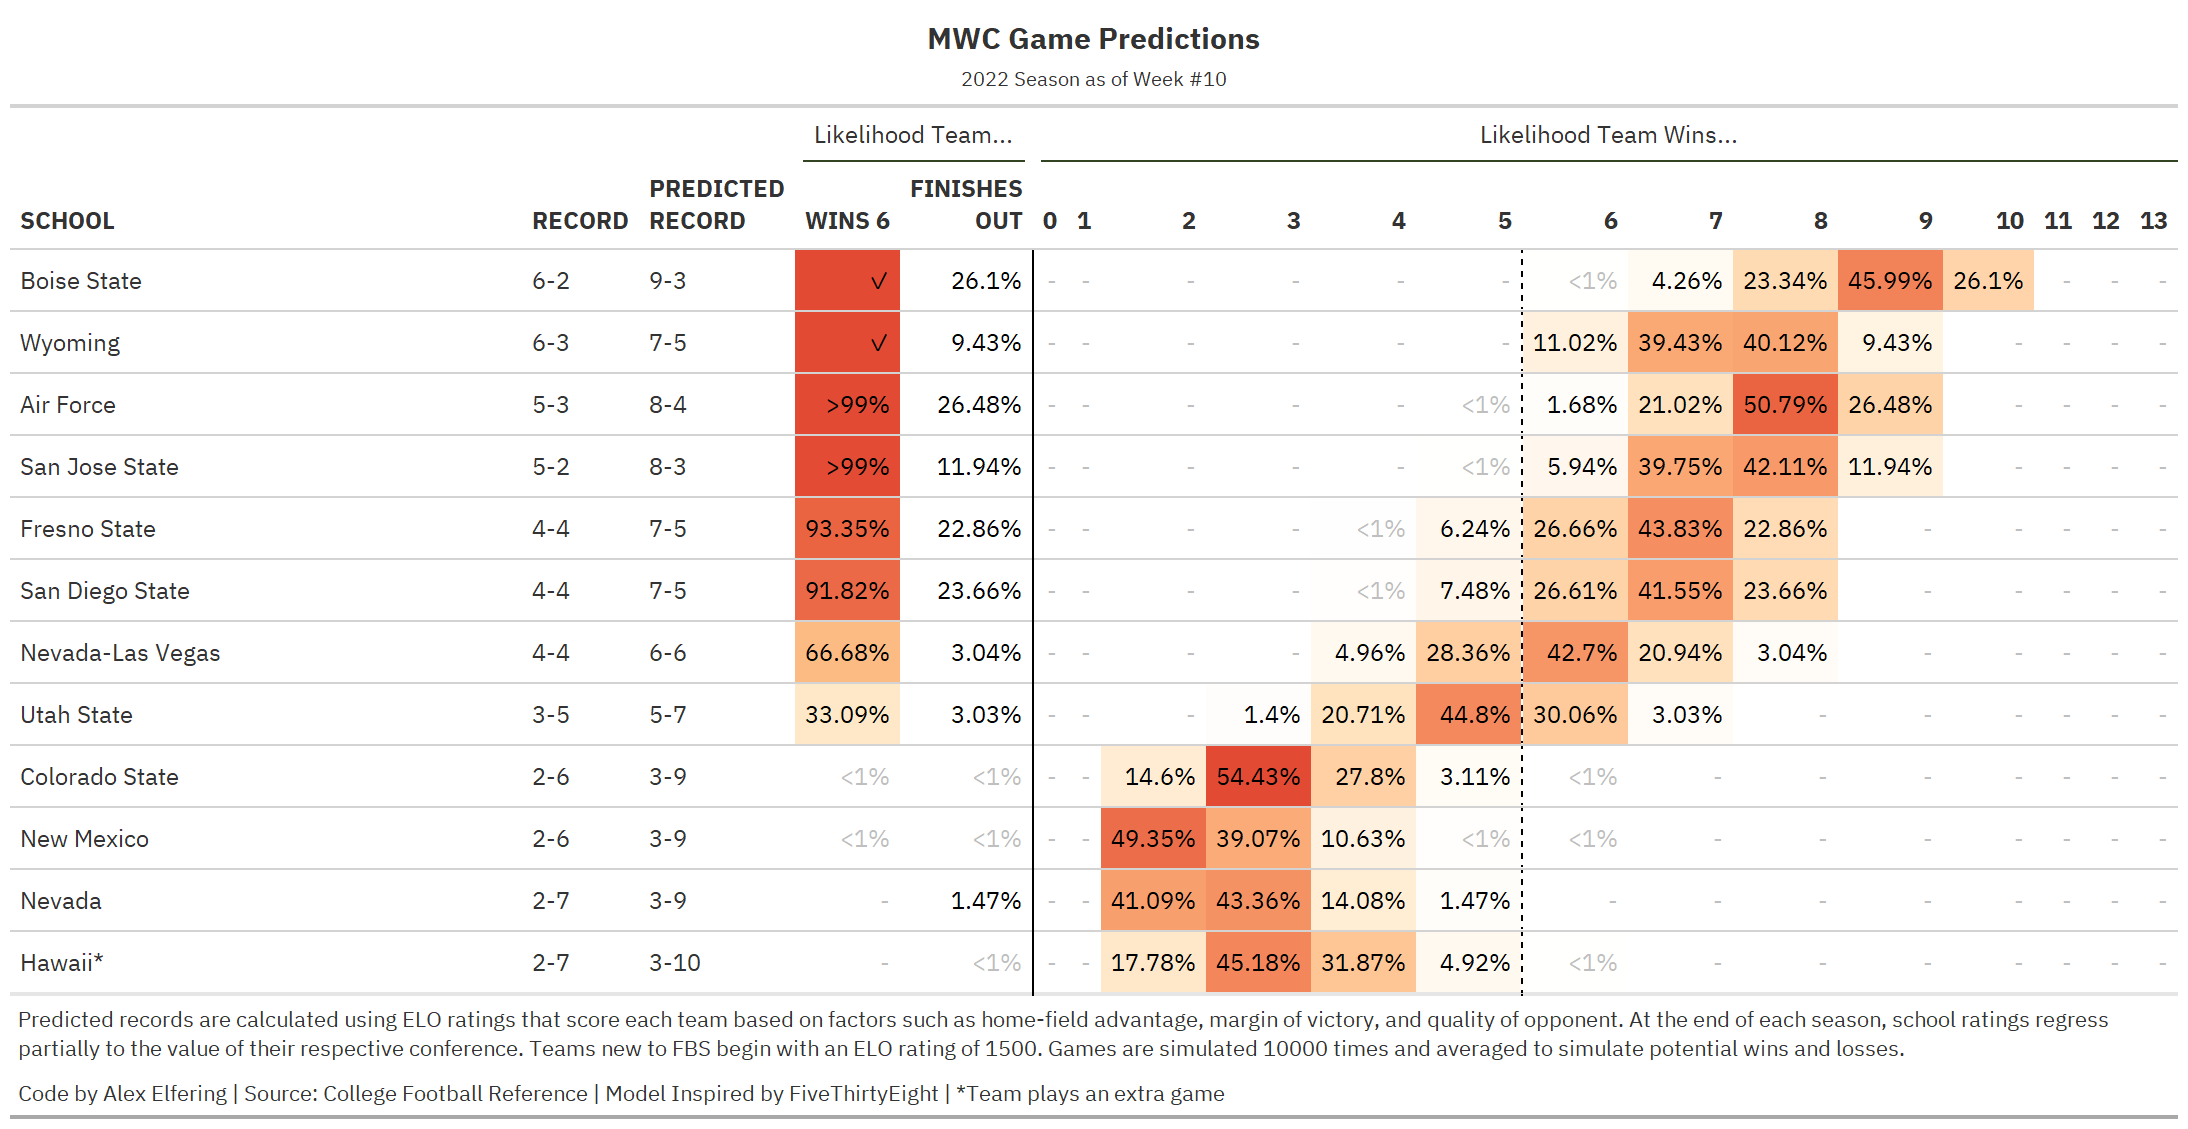 MWC Game Predictions
2022 Season as of Week #10
Likelihood Team... Likelihood Team Wins...
SCHOOL RECORD PREDICTED RECORD WINS 6 FINISHES OUT 0 1 2 3 4 5 6 7 8 9 10 11 12 13
Boise State 6-2 9-3 ✓ 26.1% - - - - - - <1% 4.26% 23.34% 45.99% 26.1% - - -
Wyoming 6-3 7-5 ✓ 9.43% - - - - - - 11.02% 39.43% 40.12% 9.43% - - - -
Air Force 5-3 8-4 >99% 26.48% - - - - - <1% 1.68% 21.02% 50.79% 26.48% - - - -
San Jose State 5-2 8-3 >99% 11.94% - - - - - <1% 5.94% 39.75% 42.11% 11.94% - - - -
Fresno State 4-4 7-5 93.35% 22.86% - - - - <1% 6.24% 26.66% 43.83% 22.86% - - - - -
San Diego State 4-4 7-5 91.82% 23.66% - - - - <1% 7.48% 26.61% 41.55% 23.66% - - - - -
Nevada-Las Vegas 4-4 6-6 66.68% 3.04% - - - - 4.96% 28.36% 42.7% 20.94% 3.04% - - - - -
Utah State 3-5 5-7 33.09% 3.03% - - - 1.4% 20.71% 44.8% 30.06% 3.03% - - - - - -
Colorado State 2-6 3-9 <1% <1% - - 14.6% 54.43% 27.8% 3.11% <1% - - - - - - -
New Mexico 2-6 3-9 <1% <1% - - 49.35% 39.07% 10.63% <1% <1% - - - - - - -
Nevada 2-7 3-9 - 1.47% - - 41.09% 43.36% 14.08% 1.47% - - - - - - - -
Hawaii* 2-7 3-10 - <1% - - 17.78% 45.18% 31.87% 4.92% <1% - - - - - - -
Predicted records are calculated using ELO ratings that score each team based on factors such as home-field advantage, margin of victory, and quality of opponent. At the end of each season, school ratings regress
partially to the value of their respective conference. Teams new to FBS begin with an ELO rating of 1500. Games are simulated 10000 times and averaged to simulate potential wins and losses.
Code by Alex Elfering | Source: College Football Reference | Model Inspired by FiveThirtyEight | *Team plays an extra game